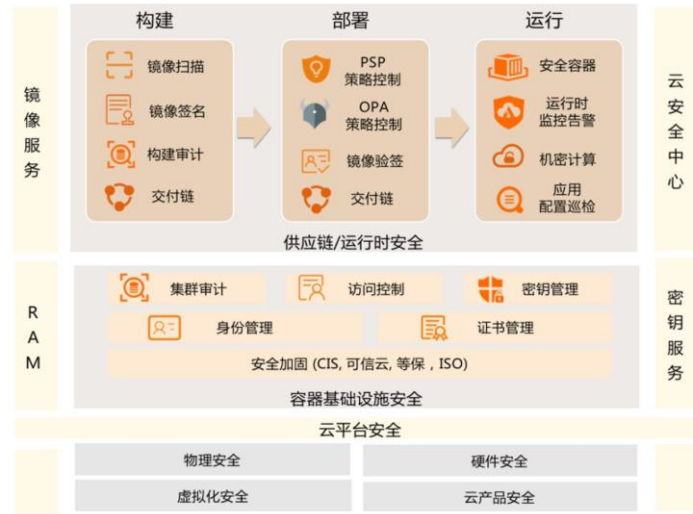 构建
部署
运行
镜像服务
镜像扫描
镜像签名
构建审计
交付链
PSP
策略控制
OPA
策略控制
镜像验签
交付链
安全容器
运行时
监控告警
机密计算
应用
配置巡检
云安全中心
供应链/运行时安全
RAM
集群审计
访问控制
密钥管理
身份管理
证书管理
安全加固 (CIS, 可信云, 等保 , ISO)
密钥服务
容器基础设施安全
云平台安全
物理安全
硬件安全
虚拟化安全
云产品安全